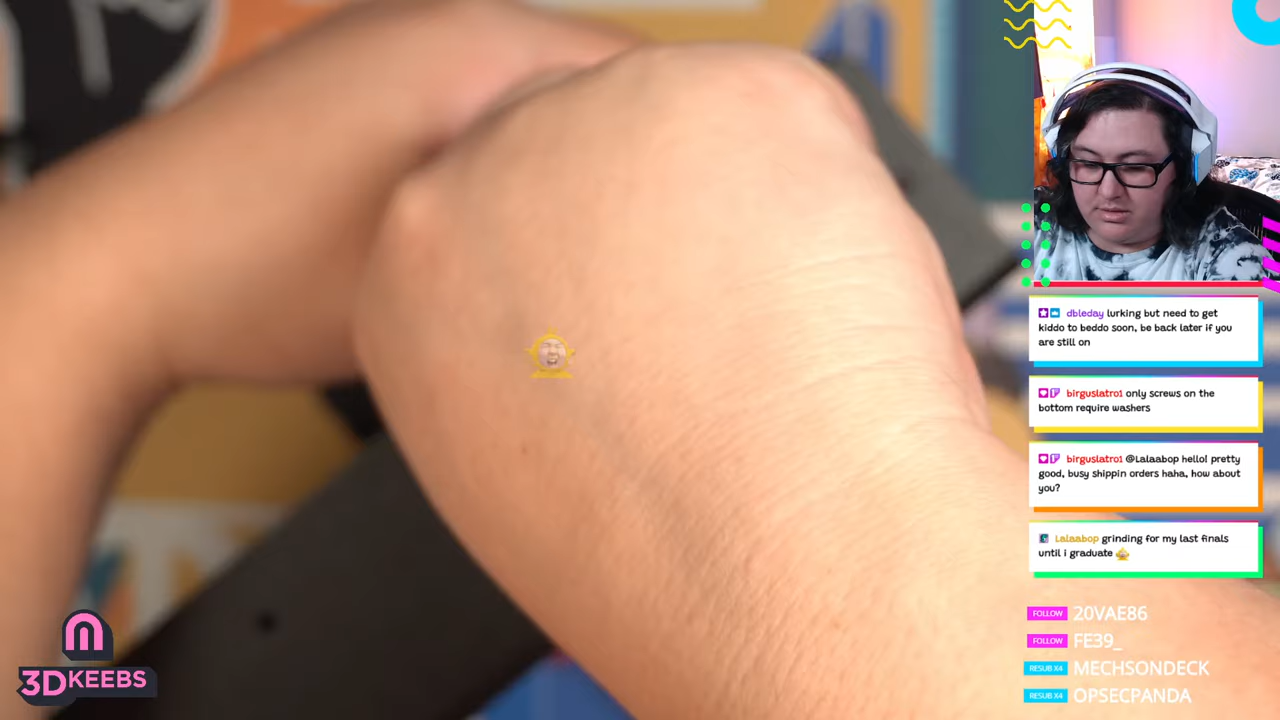 dbleday lurking but need to get
kiddo to beddo soon, be back later if you
are still on
birguslatro1 only screws on the
bottom require washers
birguslatro1 @Lalaabop hello! pretty
good, busy shippin orders haha, how about
you?
Lalaabop grinding for my last finals
until i graduate
FOLLOW 20VAE86
FOLLOW FE39_
RESUB X4 MECHSONDECK
RESUB X4 OPSECPANDA
3DKEEBS